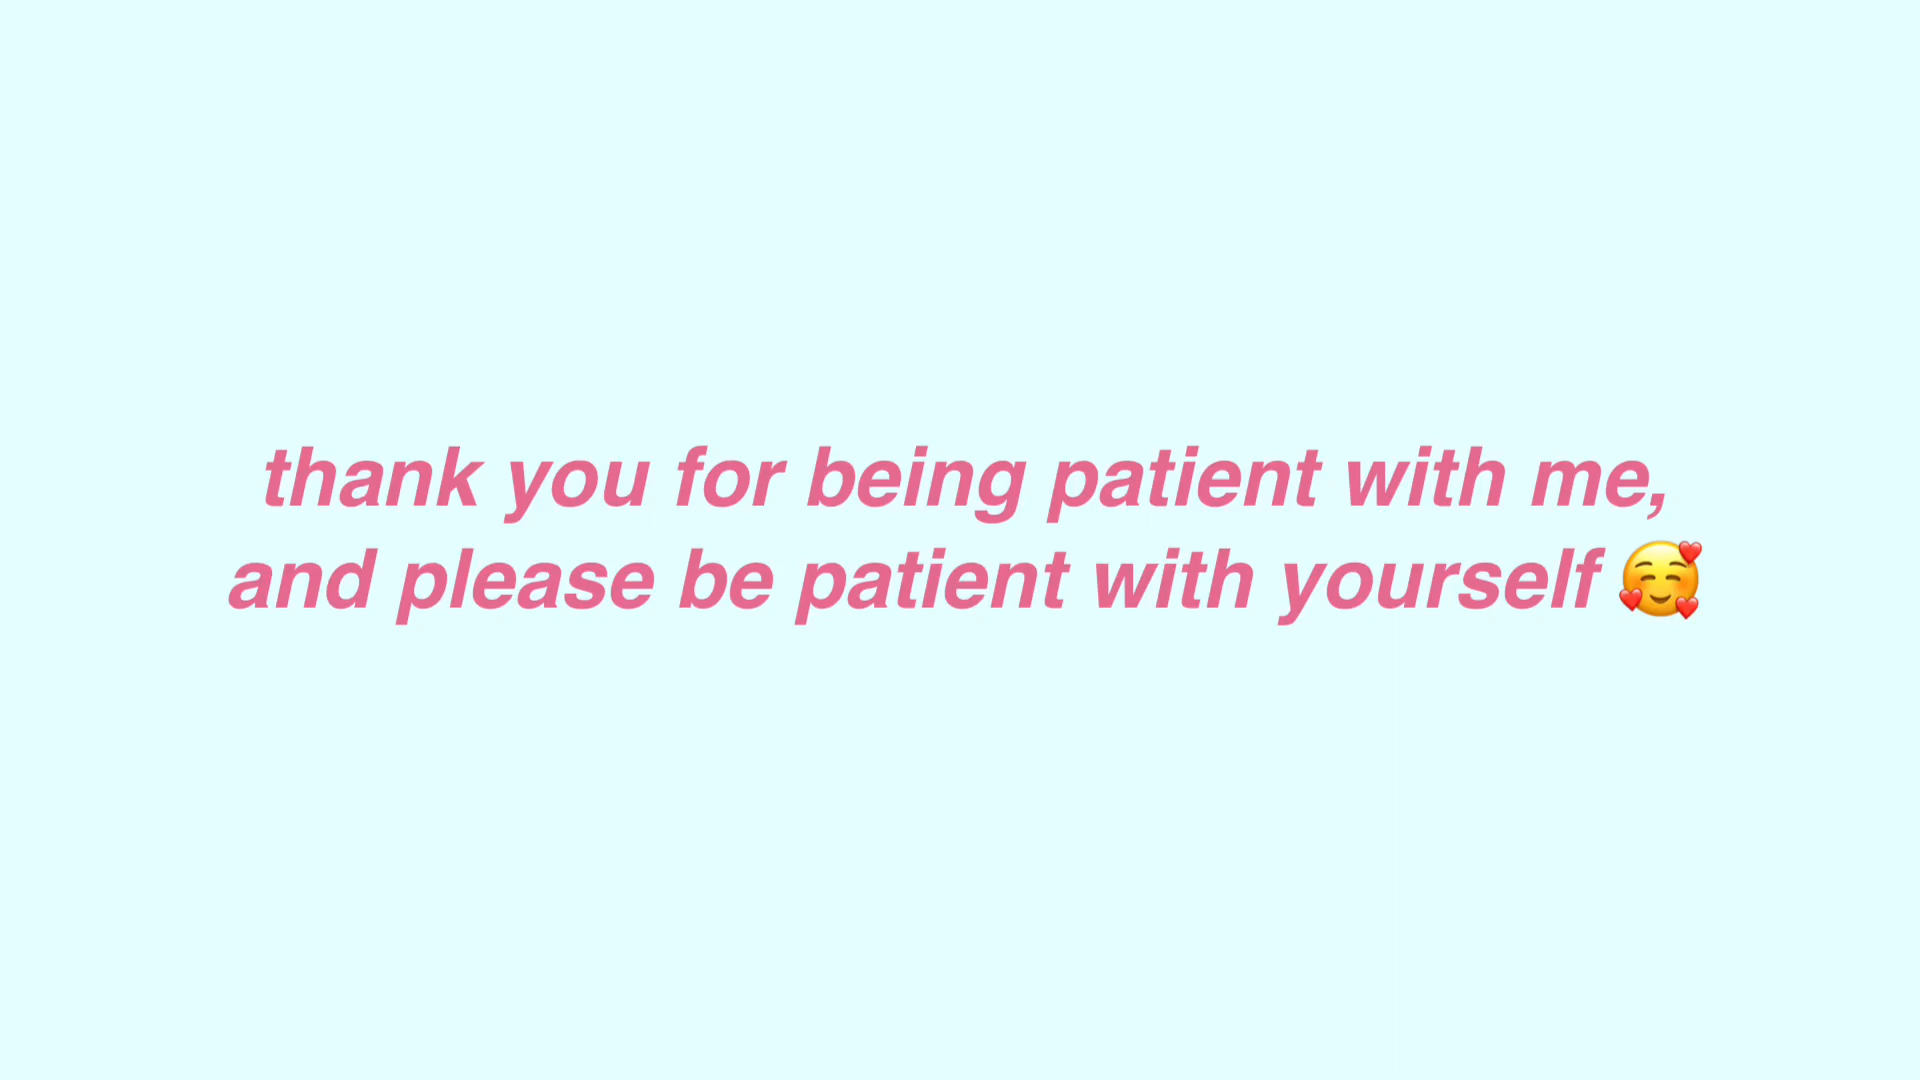 thank you for being patient with me,
and please be patient with yourself 🥰